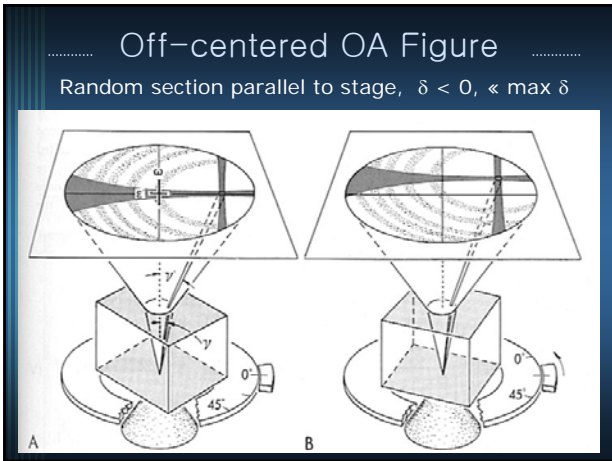 Off-centered OA Figure
Random section parallel to stage, δ < 0, « max δ
ω
E
ν
ν
0°
45°
A
0°
45°
B